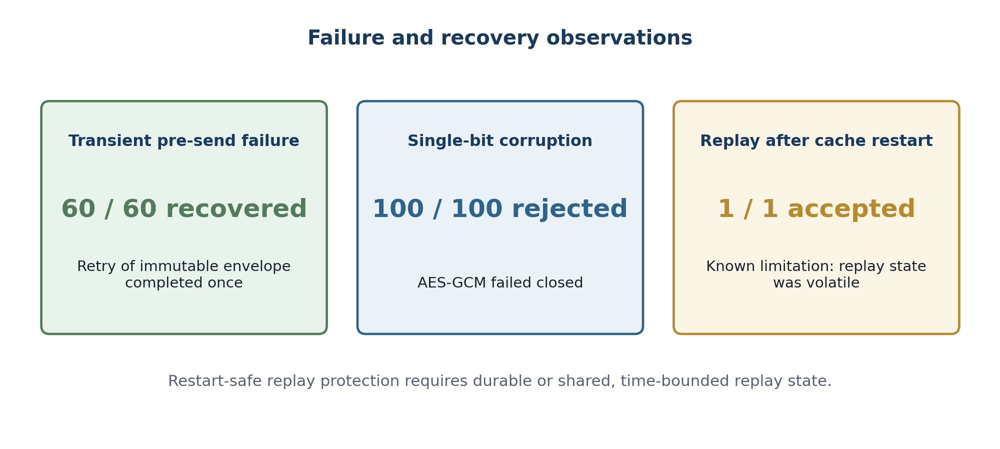 Failure and recovery observations
Transient pre-send failure
60 / 60 recovered
Retry of immutable envelope
completed once
Single-bit corruption
100 / 100 rejected
AES-GCM failed closed
Replay after cache restart
1 / 1 accepted
Known limitation: replay state
was volatile
Restart-safe replay protection requires durable or shared, time-bounded replay state.